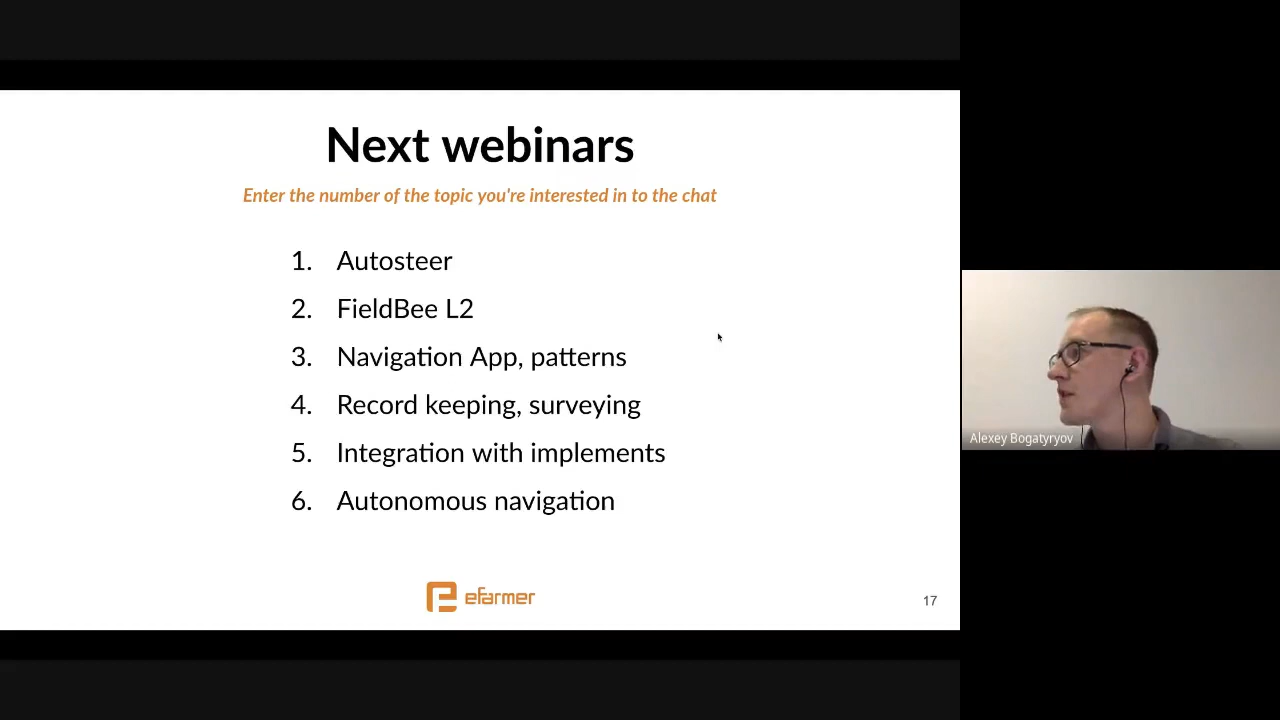 Next webinars
Enter the number of the topic you're interested in to the chat
1. Autosteer
2. FieldBee L2
3. Navigation App, patterns
4. Record keeping, surveying
5. Integration with implements
6. Autonomous navigation
efarmer
17
Alexey Bogatyryov